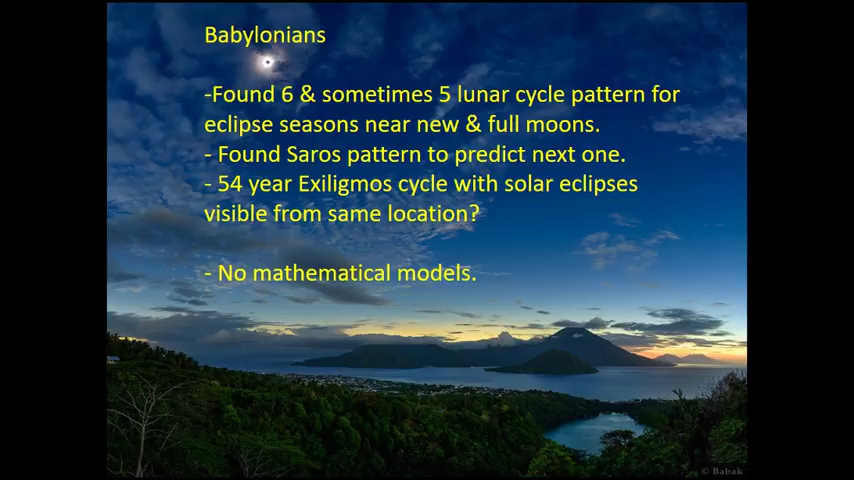 Babylonians
-Found 6 & sometimes 5 lunar cycle pattern for
eclipse seasons near new & full moons.
- Found Saros pattern to predict next one.
- 54 year Exiligmos cycle with solar eclipses
visible from same location?
- No mathematical models.
© Babak